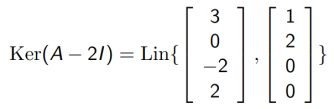 Ker(A − 2I) = Lin{ [3 0 −2 2], [1 2 0 0] }